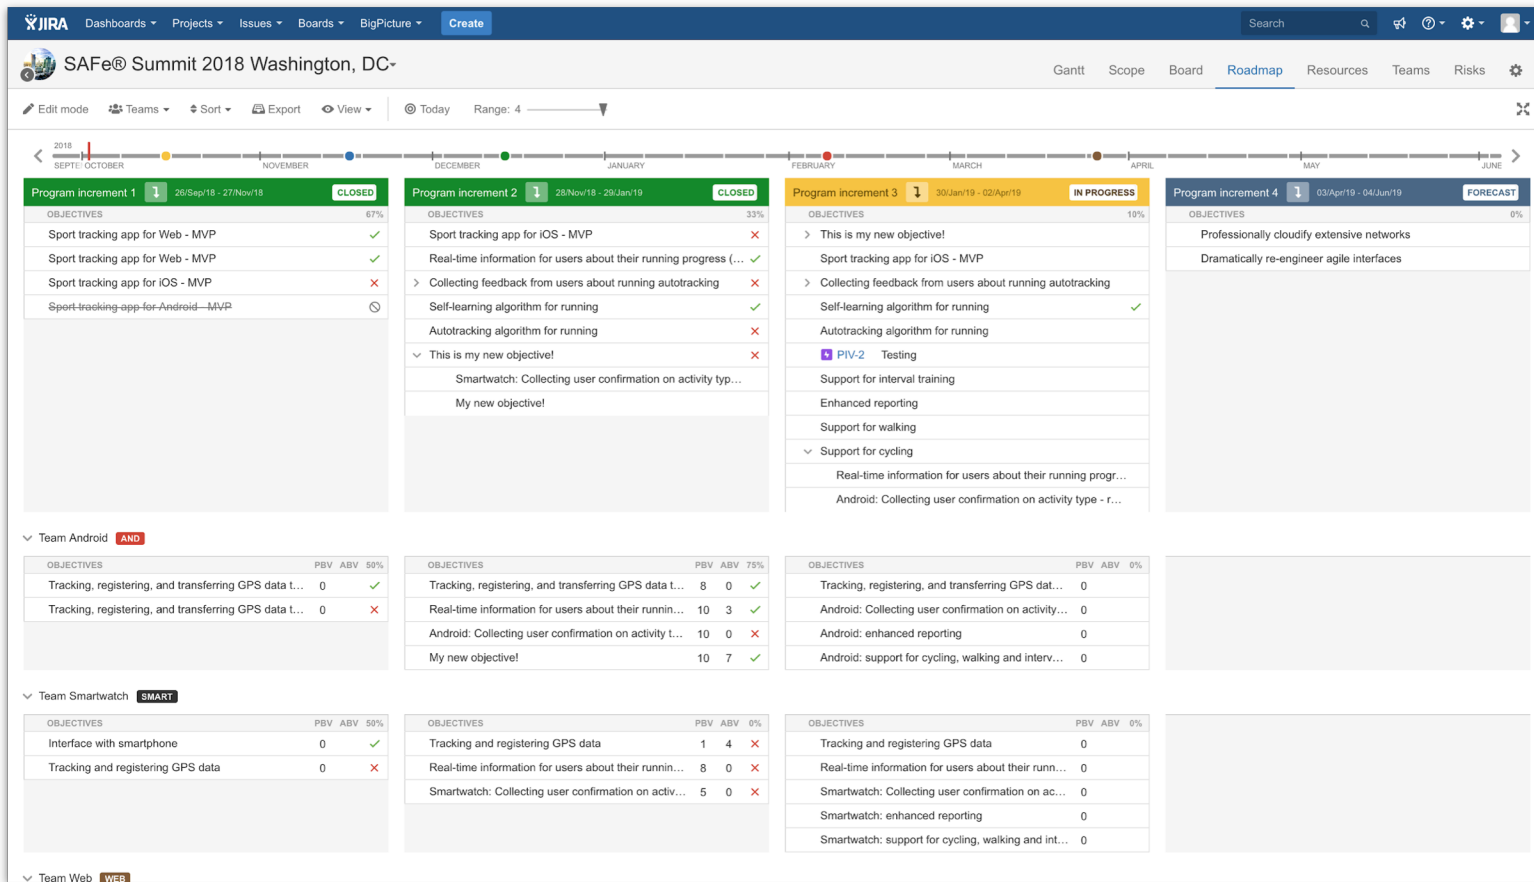 JIRA Dashboards Projects Issues Boards BigPicture Create Search
SAFe® Summit 2018 Washington, DC
Gantt Scope Board Roadmap Resources Teams Risks
Edit mode Teams Sort Export View Today Range: 4
2018
SEPTE: OCTOBER NOVEMBER DECEMBER JANUARY FEBRUARY MARCH APRIL MAY JUNE
Program increment 1 26/Sep/18 - 27/Nov/18 CLOSED
OBJECTIVES 67%
Sport tracking app for Web - MVP
Sport tracking app for Web - MVP
Sport tracking app for iOS - MVP
Sport tracking app for Android - MVP
Program increment 2 28/Nov/18 - 29/Jan/19 CLOSED
OBJECTIVES 33%
Sport tracking app for iOS - MVP
Real-time information for users about their running progress (...
Collecting feedback from users about running autotracking
Self-learning algorithm for running
Autotracking algorithm for running
This is my new objective!
Smartwatch: Collecting user confirmation on activity typ...
My new objective!
Program increment 3 30/Jan/19 - 02/Apr/19 IN PROGRESS
OBJECTIVES 10%
This is my new objective!
Sport tracking app for iOS - MVP
Collecting feedback from users about running autotracking
Self-learning algorithm for running
Autotracking algorithm for running
PIV-2 Testing
Support for interval training
Enhanced reporting
Support for walking
Support for cycling
Real-time information for users about their running progr...
Android: Collecting user confirmation on activity type - r...
Program increment 4 03/Apr/19 - 04/Jun/19 FORECAST
OBJECTIVES 0%
Professionally cloudify extensive networks
Dramatically re-engineer agile interfaces
Team Android AND
OBJECTIVES PBV ABV 50%
Tracking, registering, and transferring GPS data t... 0
Tracking, registering, and transferring GPS data t... 0
OBJECTIVES PBV ABV 75%
Tracking, registering, and transferring GPS data t... 8 0
Real-time information for users about their runnin... 10 3
Android: Collecting user confirmation on activity t... 10 0
My new objective! 10 7
OBJECTIVES PBV ABV 0%
Tracking, registering, and transferring GPS dat... 0
Android: Collecting user confirmation on activity... 0
Android: enhanced reporting 0
Android: support for cycling, walking and interv... 0
Team Smartwatch SMART
OBJECTIVES PBV ABV 50%
Interface with smartphone 0
Tracking and registering GPS data 0
OBJECTIVES PBV ABV 0%
Tracking and registering GPS data 1 4
Real-time information for users about their runnin... 8 0
Smartwatch: Collecting user confirmation on activ... 5 0
OBJECTIVES PBV ABV 0%
Tracking and registering GPS data 0
Real-time information for users about their runn... 0
Smartwatch: Collecting user confirmation on ac... 0
Smartwatch: enhanced reporting 0
Smartwatch: support for cycling, walking and int... 0
Team Web WEB